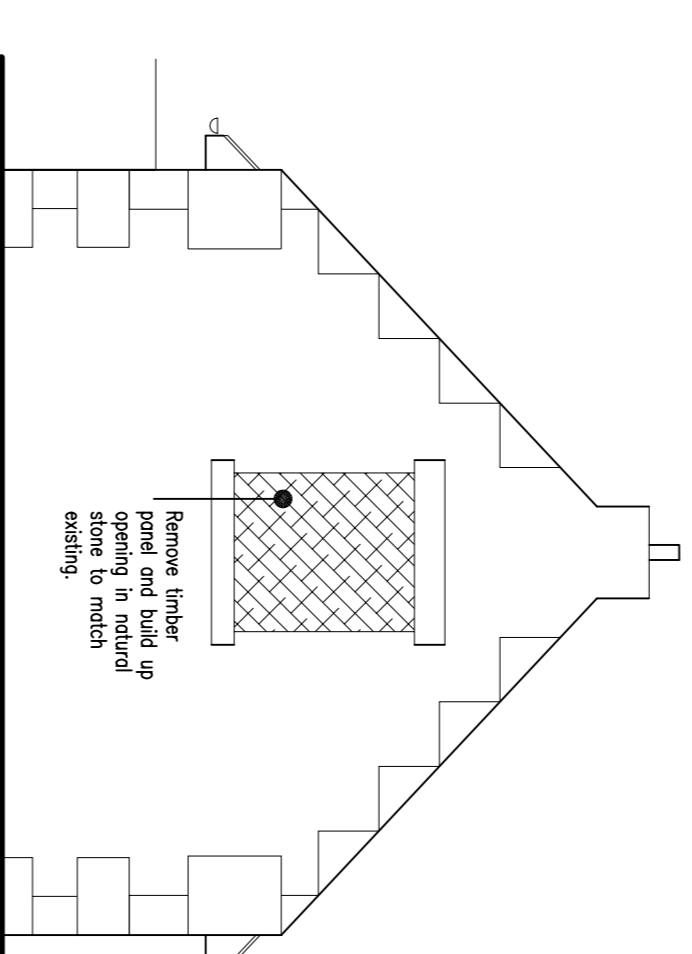 Remove timber
panel and build up
opening in natural
stone to match
existing.